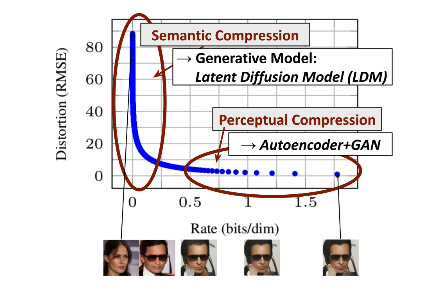 Semantic Compression
→ Generative Model:
Latent Diffusion Model (LDM)
Perceptual Compression
→ Autoencoder+GAN
Distortion (RMSE)
80
60
40
20
0
0
0.5
1
1.5
Rate (bits/dim)